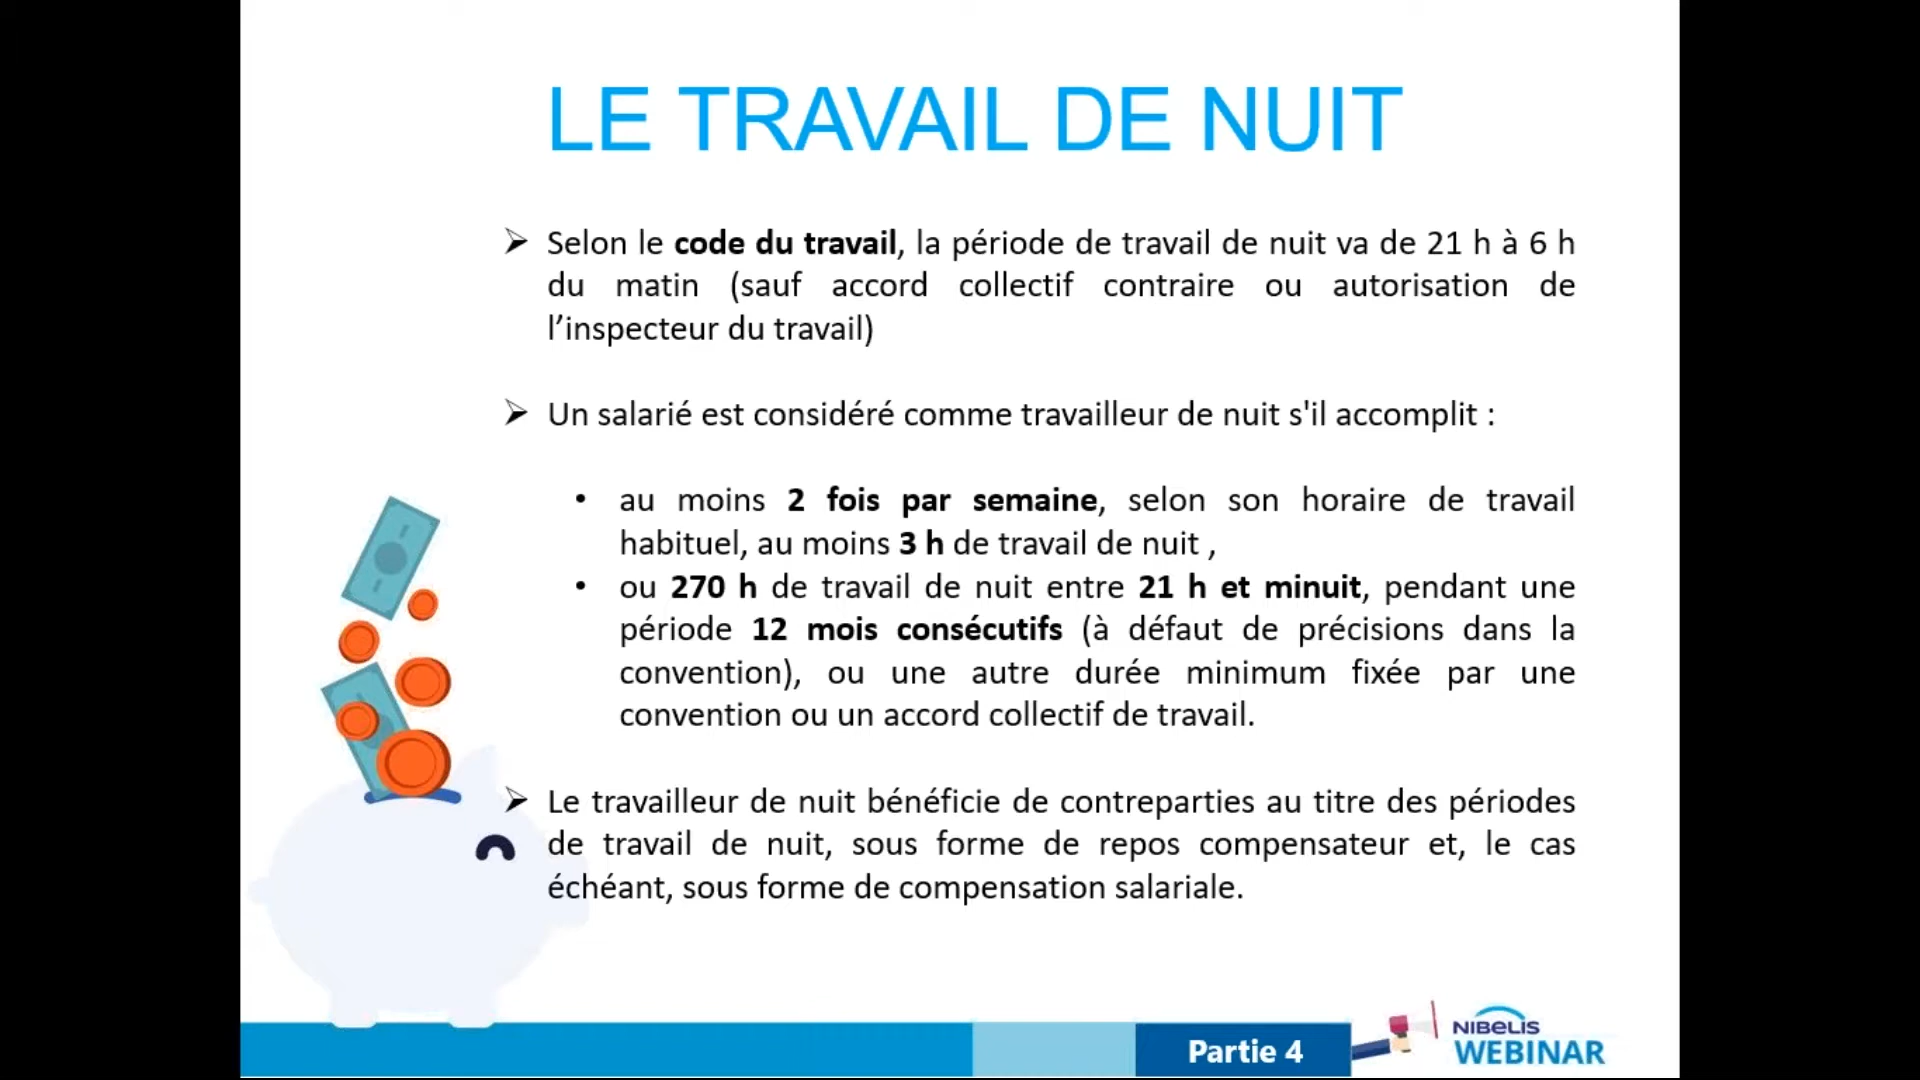 LE TRAVAIL DE NUIT
➢ Selon le code du travail, la période de travail de nuit va de 21 h à 6 h
du matin (sauf accord collectif contraire ou autorisation de
l’inspecteur du travail)
➢ Un salarié est considéré comme travailleur de nuit s'il accomplit :
• au moins 2 fois par semaine, selon son horaire de travail
habituel, au moins 3 h de travail de nuit ,
• ou 270 h de travail de nuit entre 21 h et minuit, pendant une
période 12 mois consécutifs (à défaut de précisions dans la
convention), ou une autre durée minimum fixée par une
convention ou un accord collectif de travail.
➢ Le travailleur de nuit bénéficie de contreparties au titre des périodes
de travail de nuit, sous forme de repos compensateur et, le cas
échéant, sous forme de compensation salariale.
Partie 4
NIBELIS
WEBINAR